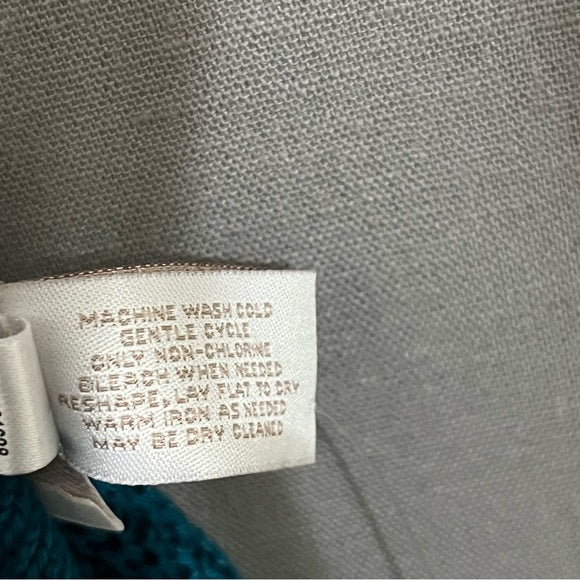 MACHINE WASH COLD
GENTLE CYCLE
ONLY NON-CHLORINE
BLEACH WHEN NEEDED
RESHAPE, LAY FLAT TO DRY
WARM IRON AS NEEDED
MAY BE DRY CLEANED